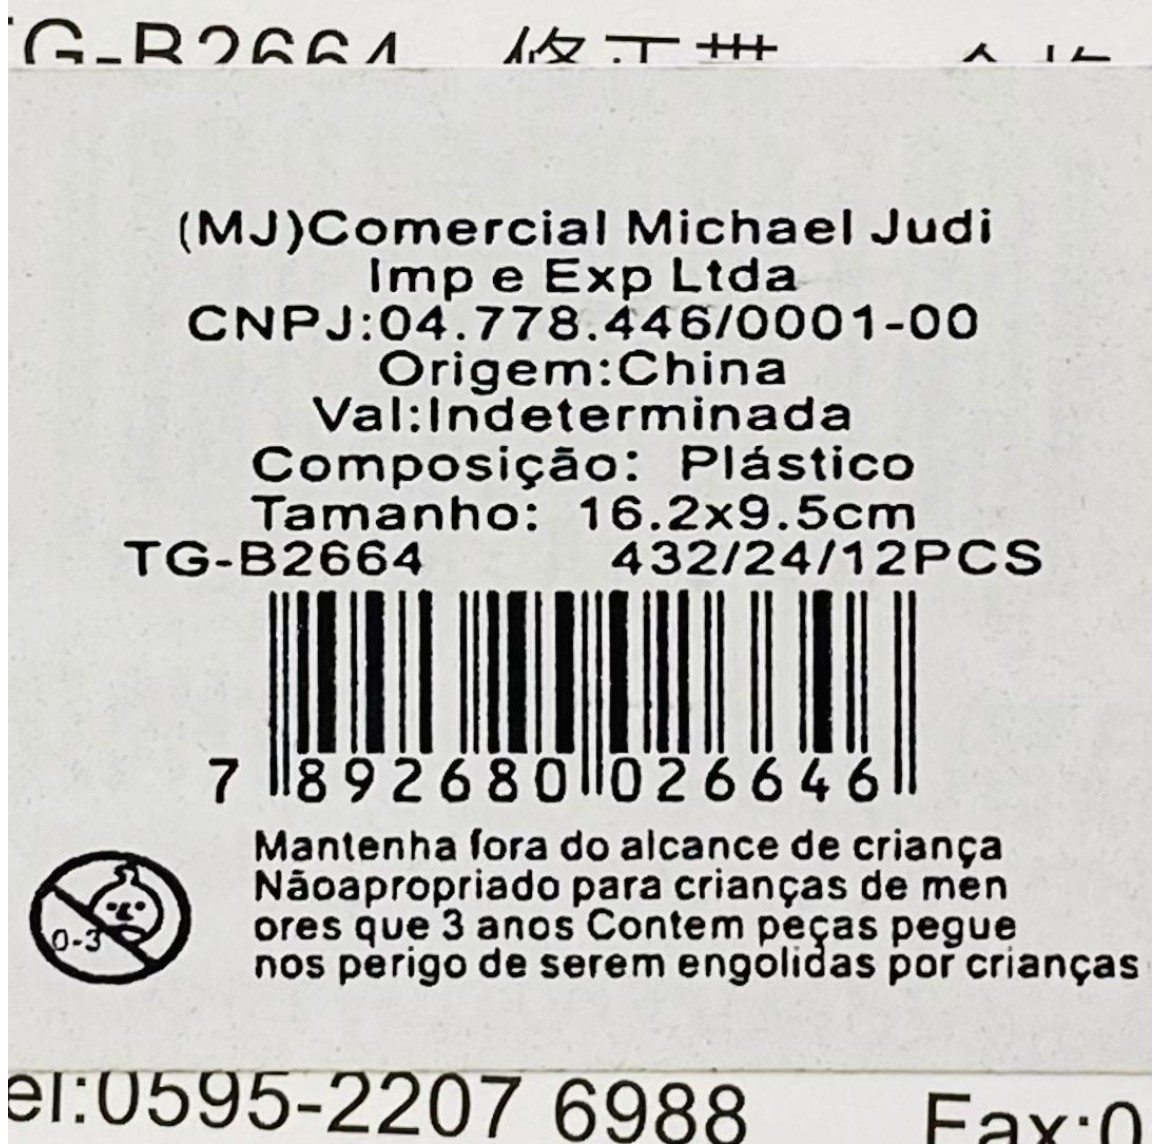 TG-B2664
(MJ)Comercial Michael Judi
Imp e Exp Ltda
CNPJ:04.778.446/0001-00
Origem:China
Val:Indeterminada
Composição: Plástico
Tamanho: 16.2x9.5cm
TG-B2664 432/24/12PCS
7 892680 026646
Mantenha fora do alcance de criança
Nãoapropriado para crianças de men
ores que 3 anos Contem peças pegue
nos perigo de serem engolidas por crianças
0-3
el:0595-2207 6988 Fax:0